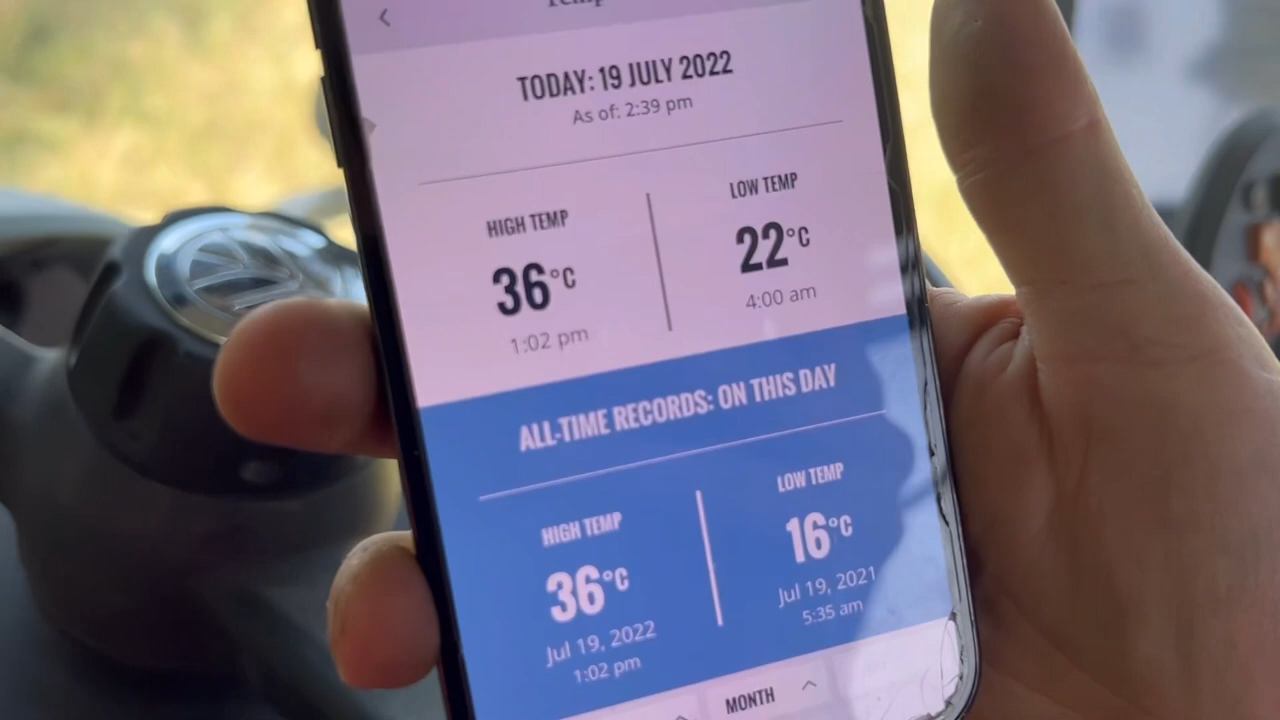 Temp
TODAY: 19 JULY 2022
As of: 2:39 pm
HIGH TEMP
LOW TEMP
36°C
22°C
1:02 pm
4:00 am
ALL-TIME RECORDS: ON THIS DAY
HIGH TEMP
LOW TEMP
36°C
16°C
Jul 19, 2022
Jul 19, 2021
1:02 pm
5:35 am
MONTH